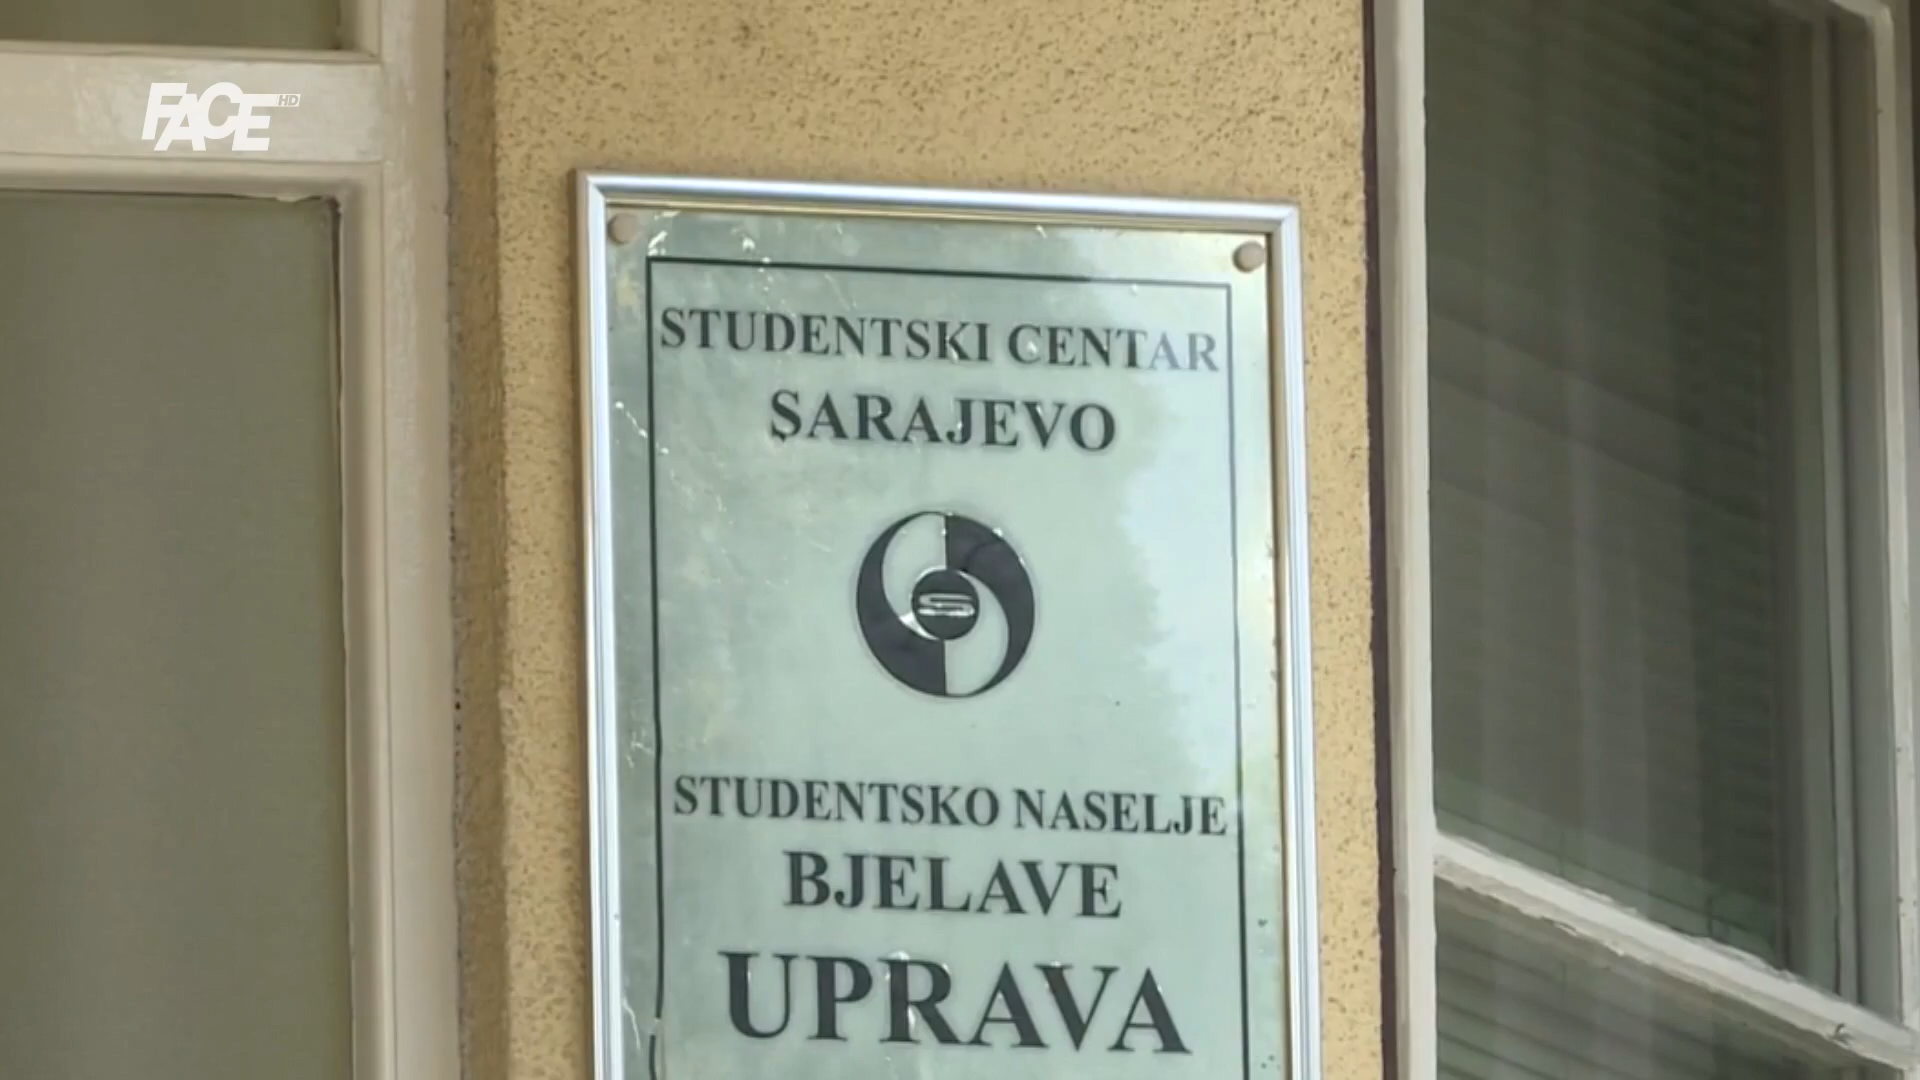 FACE HD
STUDENTSKI CENTAR
SARAJEVO
S
STUDENTSKO NASELJE
BJELAVE
UPRAVA